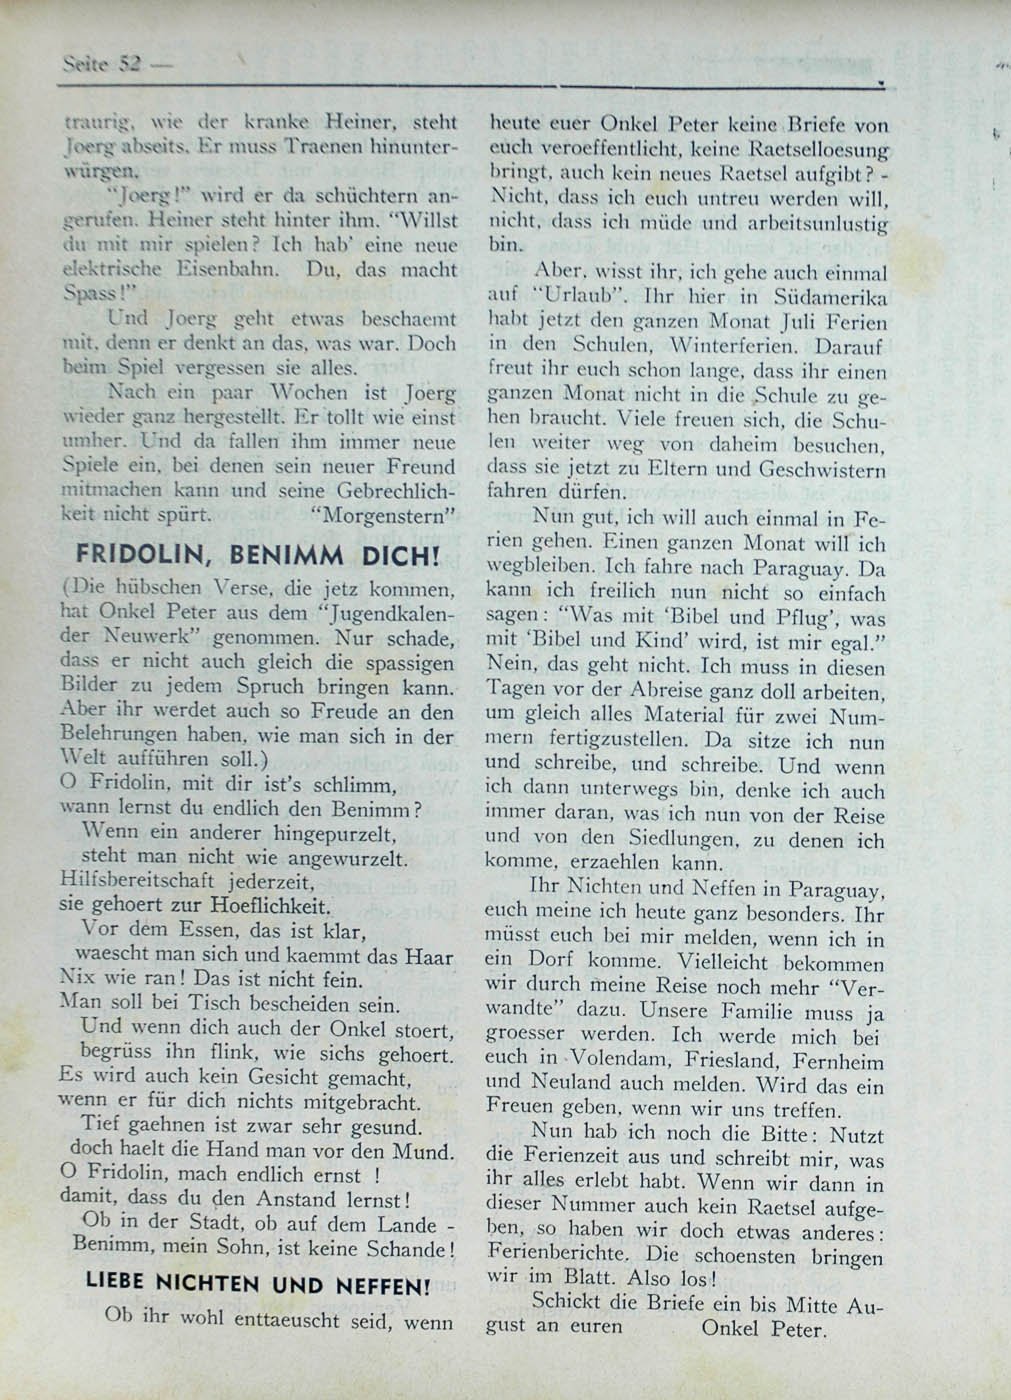 Seite 52 —
traurig, wie der kranke Heiner, steht
Joerg abseits. Er muss Traenen hinunter-
würgen.
"Joerg!" wird er da schüchtern an-
gerufen. Heiner steht hinter ihm. "Willst
du mit mir spielen? Ich hab' eine neue
elektrische Eisenbahn. Du, das macht
Spass!"
Und Joerg geht etwas beschaemt
mit, denn er denkt an das, was war. Doch
beim Spiel vergessen sie alles.
Nach ein paar Wochen ist Joerg
wieder ganz hergestellt. Er tollt wie einst
umher. Und da fallen ihm immer neue
Spiele ein, bei denen sein neuer Freund
mitmachen kann und seine Gebrechlich-
keit nicht spürt. "Morgenstern"
FRIDOLIN, BENIMM DICH!
(Die hübschen Verse, die jetz kommen,
hat Onkel Peter aus dem "Jugendkalen-
der Neuwerk" genommen. Nur schade,
dass er nicht auch gleich die spassigen
Bilder zu jedem Spruch bringen kann.
Aber ihr werdet auch so Freude an den
Belehrungen haben, wie man sich in der
Welt aufführen soll.)
O Fridolin, mit dir ist's schlimm,
wann lernst du endlich den Benimm?
Wenn ein anderer hingepurzelt,
steht man nicht wie angewurzelt.
Hilfsbereitschaft jederzeit,
sie gehoert zur Hoeflichkeit.
Vor dem Essen, das ist klar,
waescht man sich und kaemmt das Haar
Nix wie ran! Das ist nicht fein.
Man soll bei Tisch bescheiden sein.
Und wenn dich auch der Onkel stoert,
begrüss ihn flink, wie sichs gehoert.
Es wird auch kein Gesicht gemacht,
wenn er für dich nichts mitgebracht.
Tief gaehnen ist zwar sehr gesund.
doch haelt die Hand man vor den Mund.
O Fridolin, mach endlich ernst !
damit, dass du den Anstand lernst!
Ob in der Stadt, ob auf dem Lande -
Benimm, mein Sohn, ist keine Schande!
LIEBE NICHTEN UND NEFFEN!
Ob ihr wohl enttaeuscht seid, wenn
heute euer Onkel Peter keine Briefe von
euch veroeffentlicht, keine Raetselloesung
bringt, auch kein neues Raetsel aufgibt? -
Nicht, dass ich euch untreu werden will,
nicht, dass ich müde und arbeitsunlustig
bin.
Aber, wisst ihr, ich gehe auch einmal
auf "Urlaub". Ihr hier in Südamerika
habt jetzt den ganzen Monat Juli Ferien
in den Schulen, Winterferien. Darauf
freut ihr euch schon lange, dass ihr einen
ganzen Monat nicht in die Schule zu ge-
hen braucht. Viele freuen sich, die Schu-
len weiter weg von daheim besuchen,
dass sie jetzt zu Eltern und Geschwistern
fahren dürfen.
Nun gut, ich will auch einmal in Fe-
rien gehen. Einen ganzen Monat will ich
wegbleiben. Ich fahre nach Paraguay. Da
kann ich freilich nun nicht so einfach
sagen: "Was mit 'Bibel und Pflug', was
mit 'Bibel und Kind' wird, ist mir egal."
Nein, das geht nicht. Ich muss in diesen
Tagen vor der Abreise ganz doll arbeiten,
um gleich alles Material für zwei Num-
mern fertigzustellen. Da sitze ich nun
und schreibe, und schreibe. Und wenn
ich dann unterwegs bin, denke ich auch
immer daran, was ich nun von der Reise
und von den Siedlungen, zu denen ich
komme, erzaehlen kann.
Ihr Nichten und Neffen in Paraguay,
euch meine ich heute ganz besonders. Ihr
müsst euch bei mir melden, wenn ich in
ein Dorf komme. Vielleicht bekommen
wir durch meine Reise noch mehr "Ver-
wandte" dazu. Unsere Familie muss ja
groesser werden. Ich werde mich bei
euch in Volendam, Friesland, Fernheim
und Neuland auch melden. Wird das ein
Freuen geben, wenn wir uns treffen.
Nun hab ich noch die Bitte: Nutzt
die Ferienzeit aus und schreibt mir, was
ihr alles erlebt habt. Wenn wir dann in
dieser Nummer auch kein Raetsel aufge-
ben, so haben wir doch etwas anderes:
Ferienberichte. Die schoensten bringen
wir im Blatt. Also los!
Schickt die Briefe ein bis Mitte Au-
gust an euren Onkel Peter.